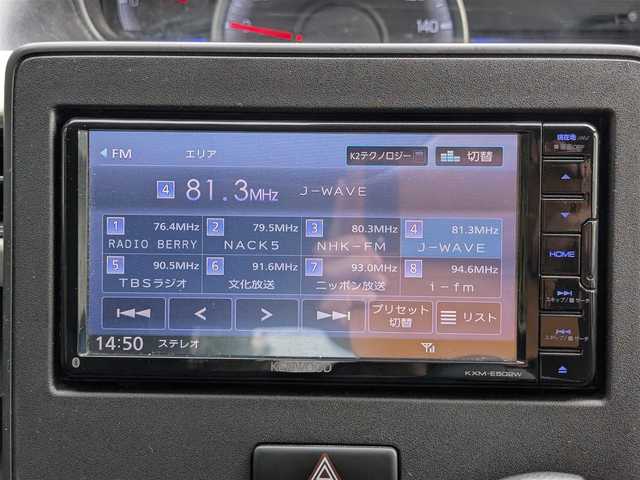 140
FM エリア K2テクノロジー 切替
4 81.3MHz J-WAVE
1 76.4MHz 2 79.5MHz 3 80.3MHz 4 81.3MHz
RADIO BERRY NACK5 NHK-FM J-WAVE
5 90.5MHz 6 91.6MHz 7 93.0MHz 8 94.6MHz
TBSラジオ 文化放送 ニッポン放送 i-fm
プリセット
切替
リスト
14:50 ステレオ
KENWOOD
KXM-E502W
現在地
HOME